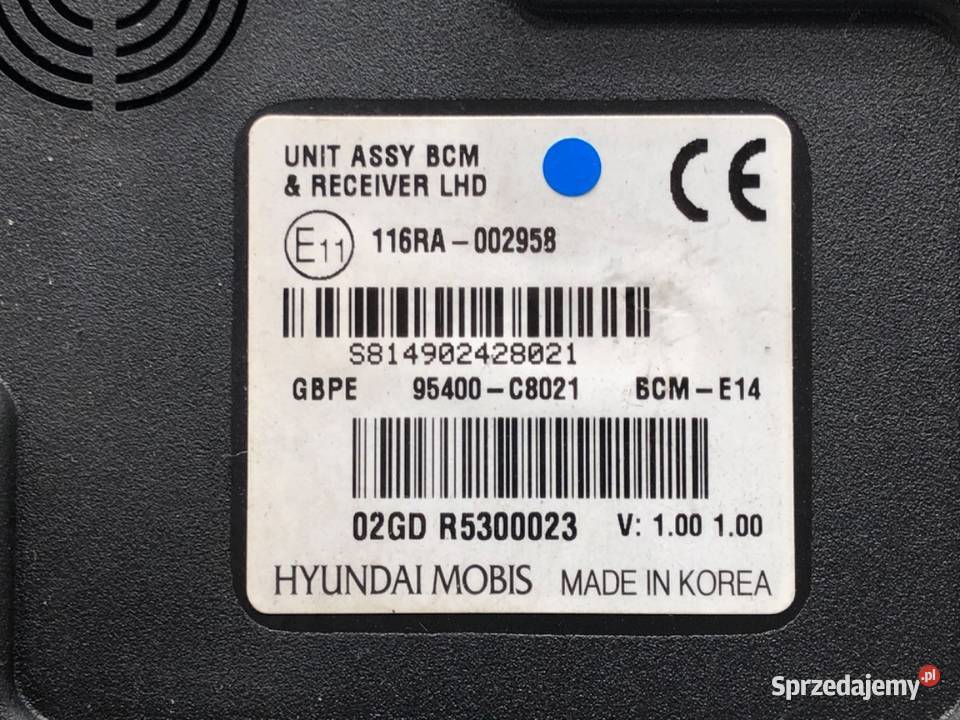 UNIT ASSY BCM
& RECEIVER LHD
CE
E11 116RA-002958
S814902428021
GBPE 95400-C8021 BCM-E14
02GD R5300023 V: 1.00 1.00
HYUNDAI MOBIS MADE IN KOREA
Sprzedajemy.pl